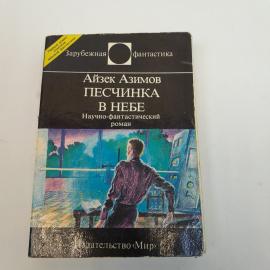 Зарубежная фантастика
Айзек Азимов
ПЕСЧИНКА
В НЕБЕ
Научно-фантастический
роман
Издательство «Мир»